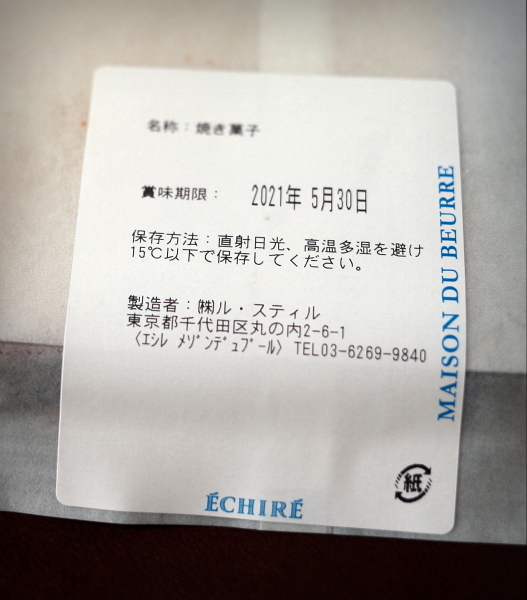 名称：焼き菓子
賞味期限： 2021年 5月30日
保存方法：直射日光、高温多湿を避け
15℃以下で保存してください。
製造者：㈱ル・スティル
東京都千代田区丸の内2-6-1
〈ｴｼﾚ ﾒｿﾞﾝﾃﾞｭﾌﾞｰﾙ〉 TEL03-6269-9840
MAISON DU BEURRE
紙
ÉCHIRÉ